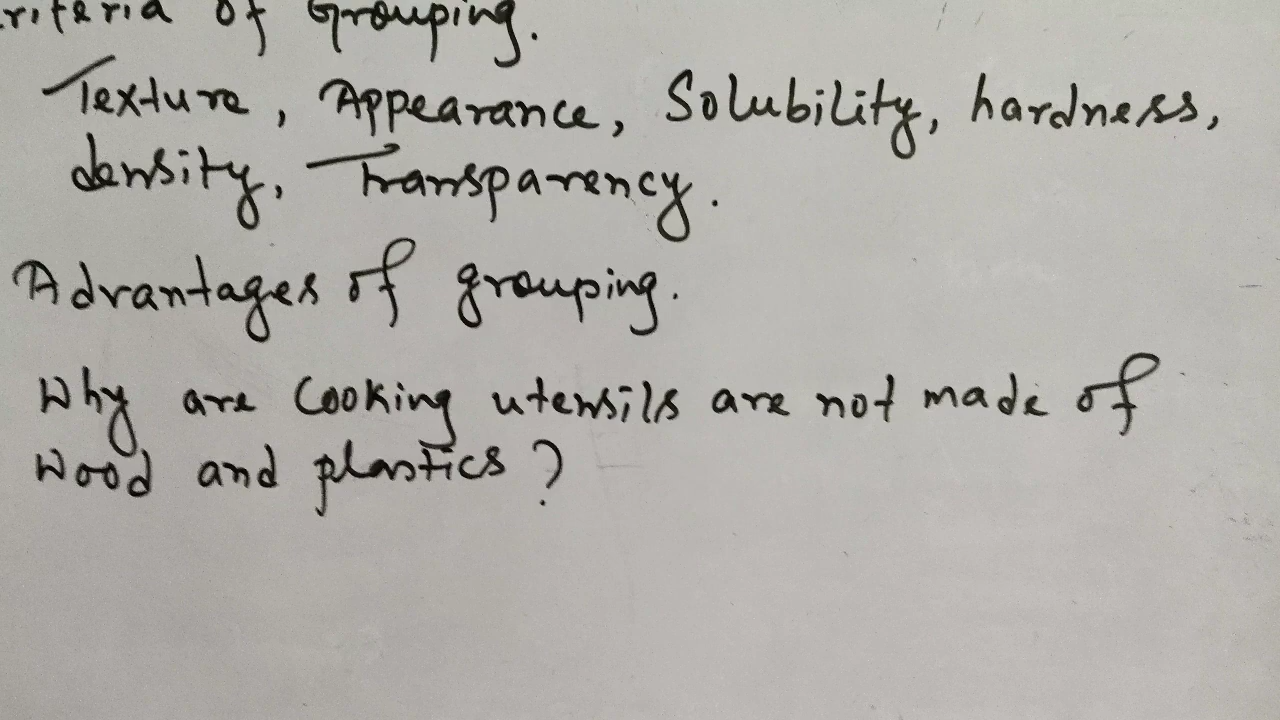 riteria of Grouping.
Texture, Appearance, Solubility, hardness,
density, Transparency.
Advantages of grouping.
Why are Cooking utensils are not made of
wood and plastics?